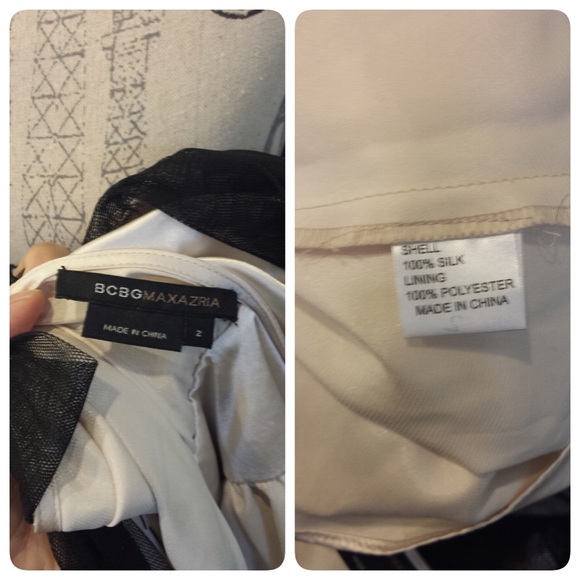 BCBGMAXAZRIA
MADE IN CHINA
2
SHELL
100% SILK
LINING
100% POLYESTER
MADE IN CHINA